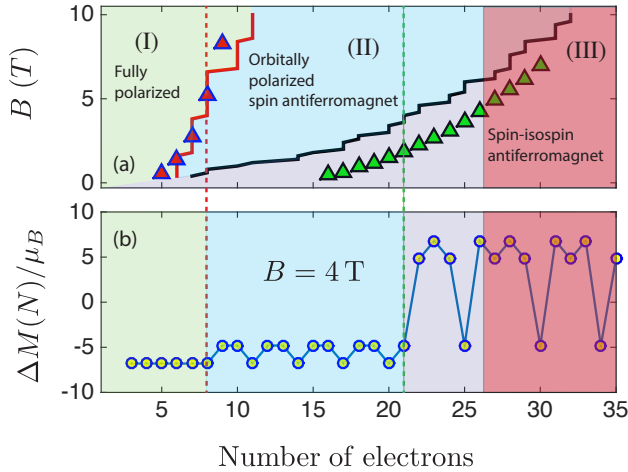 10
5
0
B (T)
(I)
Fully
polarized
Orbitally
polarized
spin antiferromagnet
(II)
(III)
Spin-isospin
antiferromagnet
(a)
10
5
0
-5
-10
ΔM(N)/μ_B
(b)
B = 4 T
5 10 15 20 25 30 35
Number of electrons